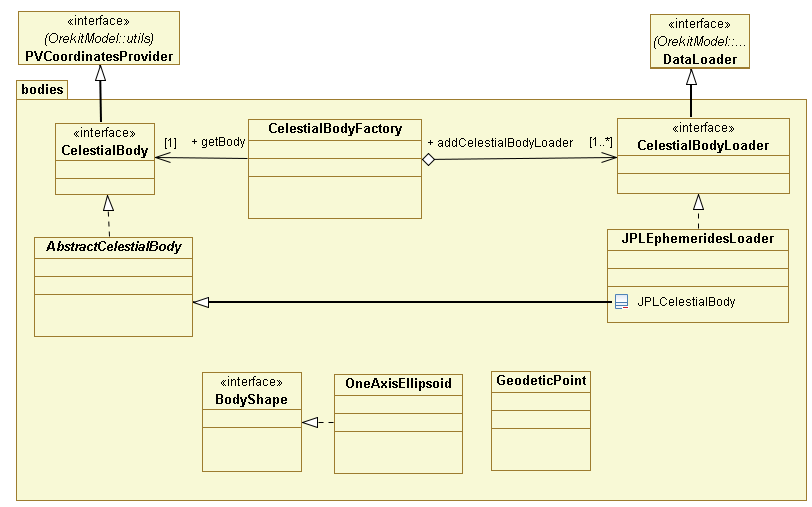 «interface»
(OrekitModel::utils)
PVCoordinatesProvider
«interface»
(OrekitModel::...
DataLoader
bodies
«interface»
CelestialBody
[1]
+ getBody
CelestialBodyFactory
+ addCelestialBodyLoader
[1..*]
«interface»
CelestialBodyLoader
AbstractCelestialBody
JPLEphemeridesLoader
JPLCelestialBody
«interface»
BodyShape
OneAxisEllipsoid
GeodeticPoint